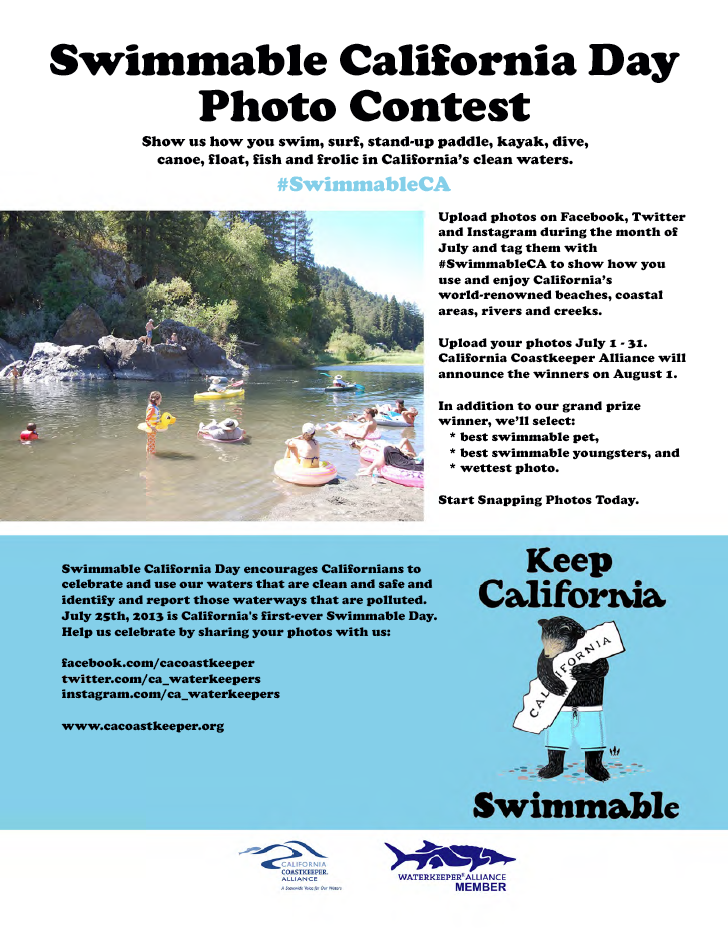 Swimmable California Day
Photo Contest
Show us how you swim, surf, stand-up paddle, kayak, dive,
canoe, float, fish and frolic in California's clean waters.
#SwimmableCA
Upload photos on Facebook, Twitter
and Instagram during the month of
July and tag them with
#SwimmableCA to show how you
use and enjoy California's
world-renowned beaches, coastal
areas, rivers and creeks.
Upload your photos July 1 - 31.
California Coastkeeper Alliance will
announce the winners on August 1.
In addition to our grand prize
winner, we'll select:
* best swimmable pet,
* best swimmable youngsters, and
* wettest photo.
Start Snapping Photos Today.
Swimmable California Day encourages Californians to
celebrate and use our waters that are clean and safe and
identify and report those waterways that are polluted.
July 25th, 2013 is California's first-ever Swimmable Day.
Help us celebrate by sharing your photos with us:
facebook.com/cacoastkeeper
twitter.com/ca_waterkeepers
instagram.com/ca_waterkeepers
www.cacoastkeeper.org
Keep
California
CALIFORNIA
Swimmable
CALIFORNIA
COASTKEEPER
ALLIANCE
A Statewide Voice for Our Waters
WATERKEEPER® ALLIANCE
MEMBER